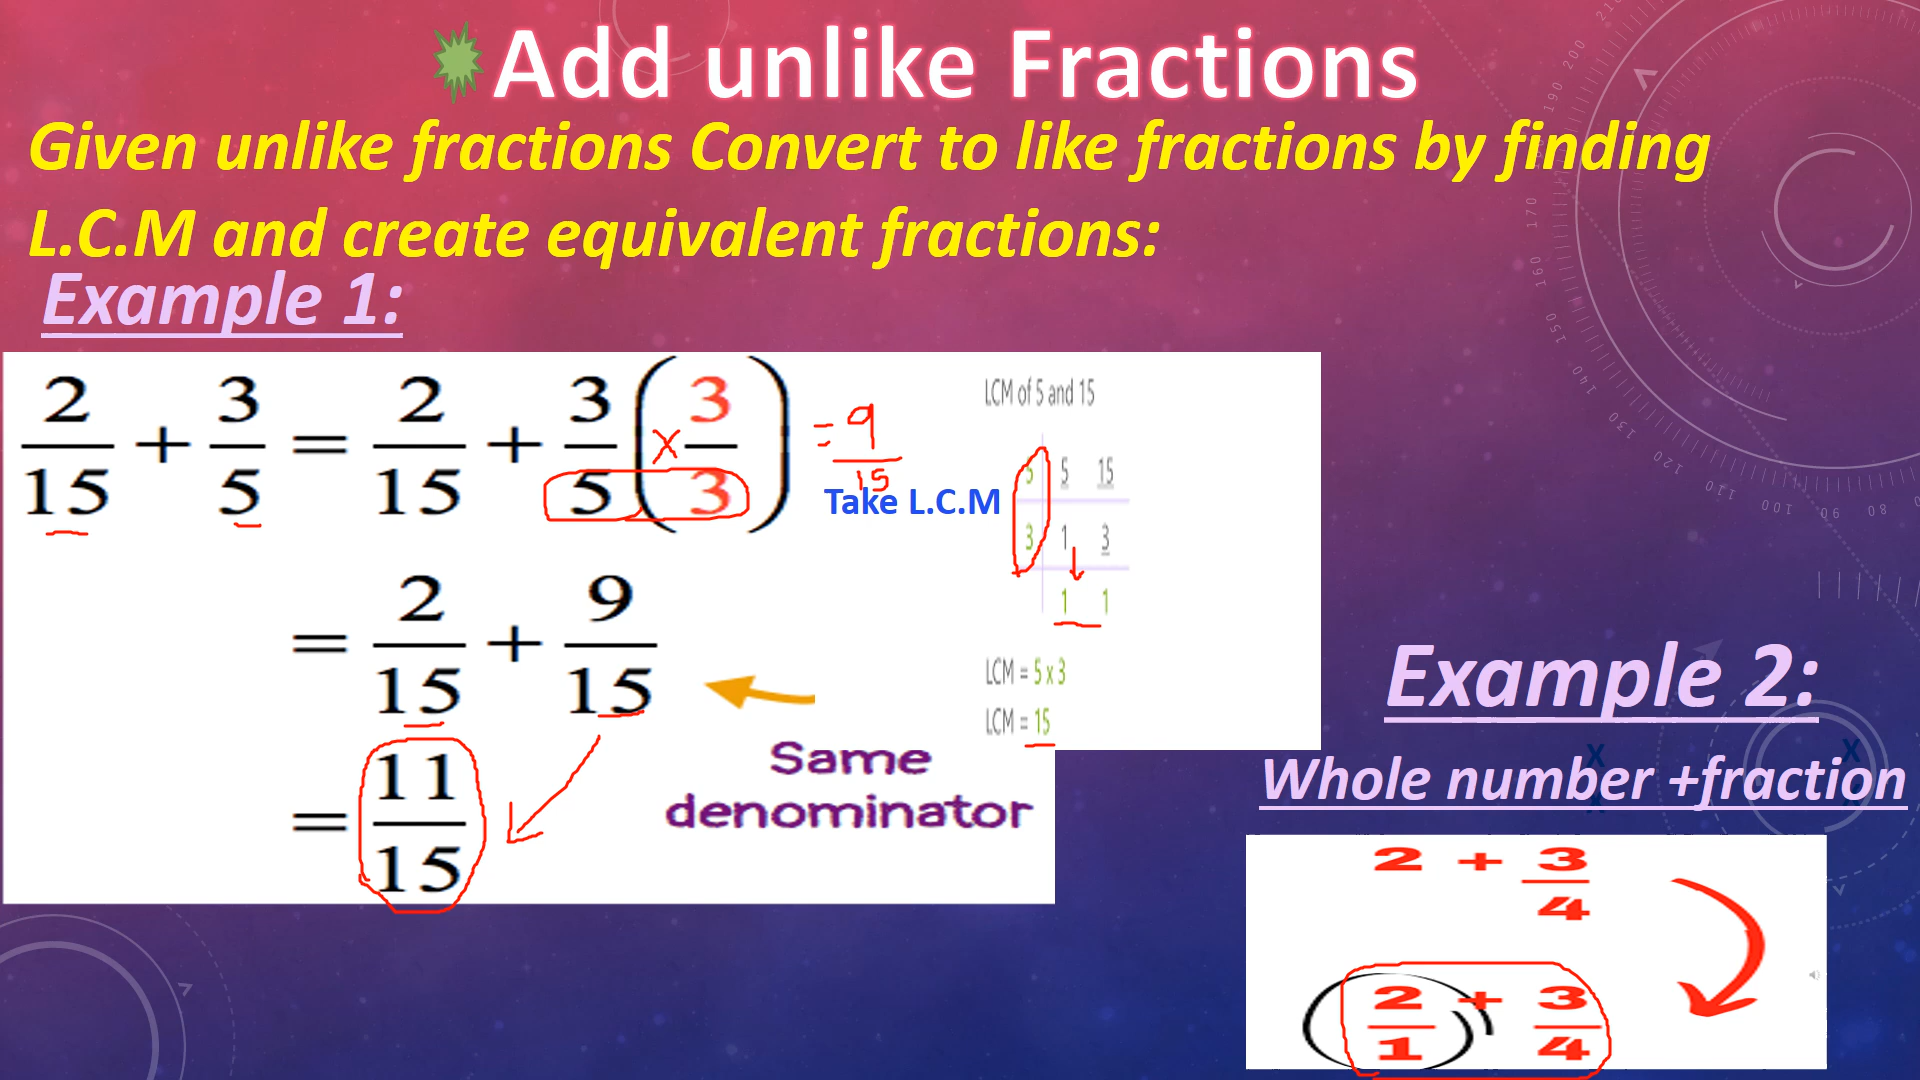 Add unlike Fractions
Given unlike fractions Convert to like fractions by finding
L.C.M and create equivalent fractions:
Example 1:
2/15 + 3/5 = 2/15 + 3/5 (× 3/3) = 9/15
= 2/15 + 9/15
= 11/15
Same
denominator
Take L.C.M
LCM of 5 and 15
5 5 15
3 1 3
1 1
LCM = 5 x 3
LCM = 15
Example 2:
Whole number +fraction
2 + 3/4
2/1 + 3/4